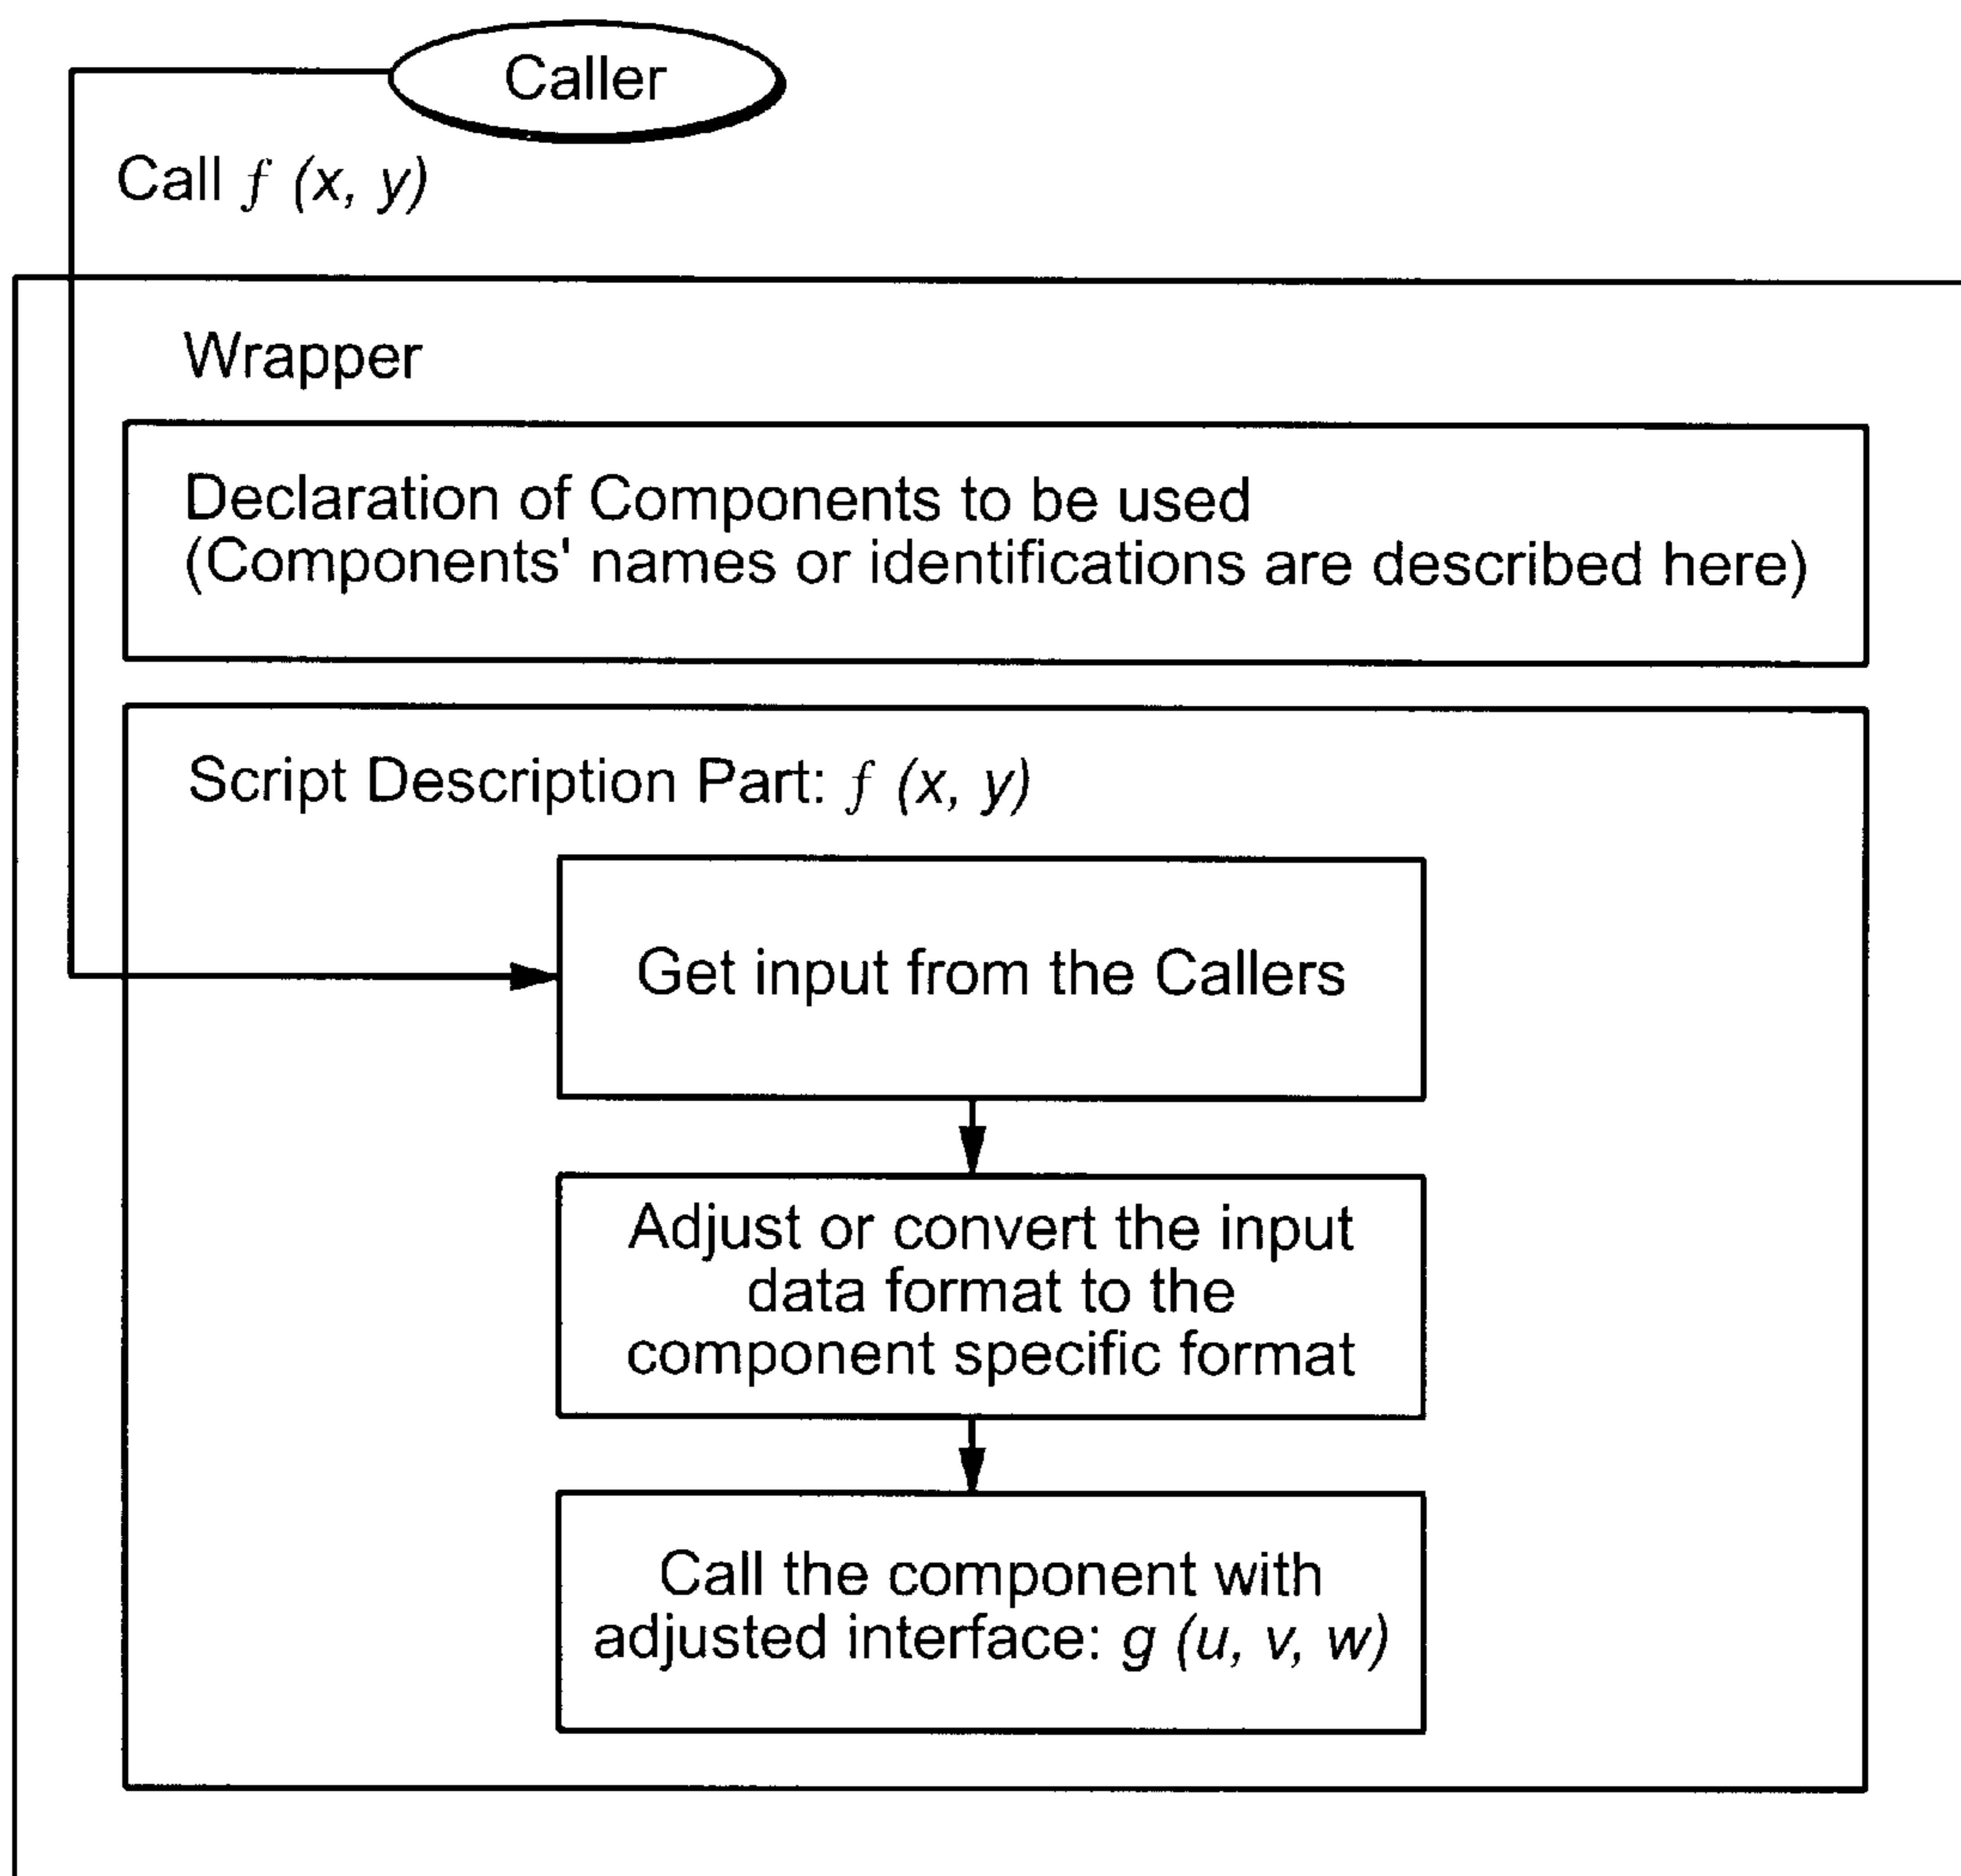 Caller
Call f (x, y)
Wrapper
Declaration of Components to be used
(Components' names or identifications are described here)
Script Description Part: f (x, y)
Get input from the Callers
Adjust or convert the input
data format to the
component specific format
Call the component with
adjusted interface: g (u, v, w)